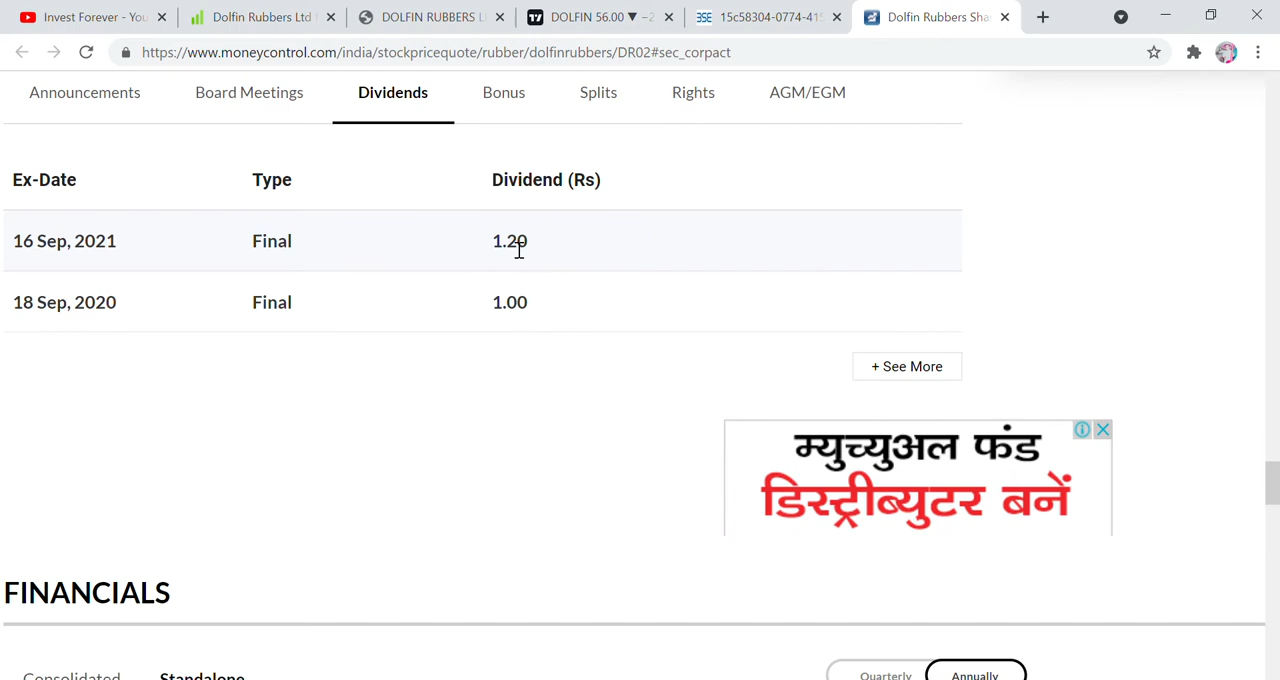 Invest Forever - You
Dolfin Rubbers Ltd
DOLFIN RUBBERS L
DOLFIN 56.00 ▼ −2
BSE 15c58304-0774-415
Dolfin Rubbers Sha
https://www.moneycontrol.com/india/stockpricequote/rubber/dolfinrubbers/DR02#sec_corpact
Announcements Board Meetings Dividends Bonus Splits Rights AGM/EGM
Ex-Date Type Dividend (Rs)
16 Sep, 2021 Final 1.20
18 Sep, 2020 Final 1.00
+ See More
म्युच्युअल फंड
डिस्ट्रीब्युटर बनें
FINANCIALS
Consolidated Standalone Quarterly Annually